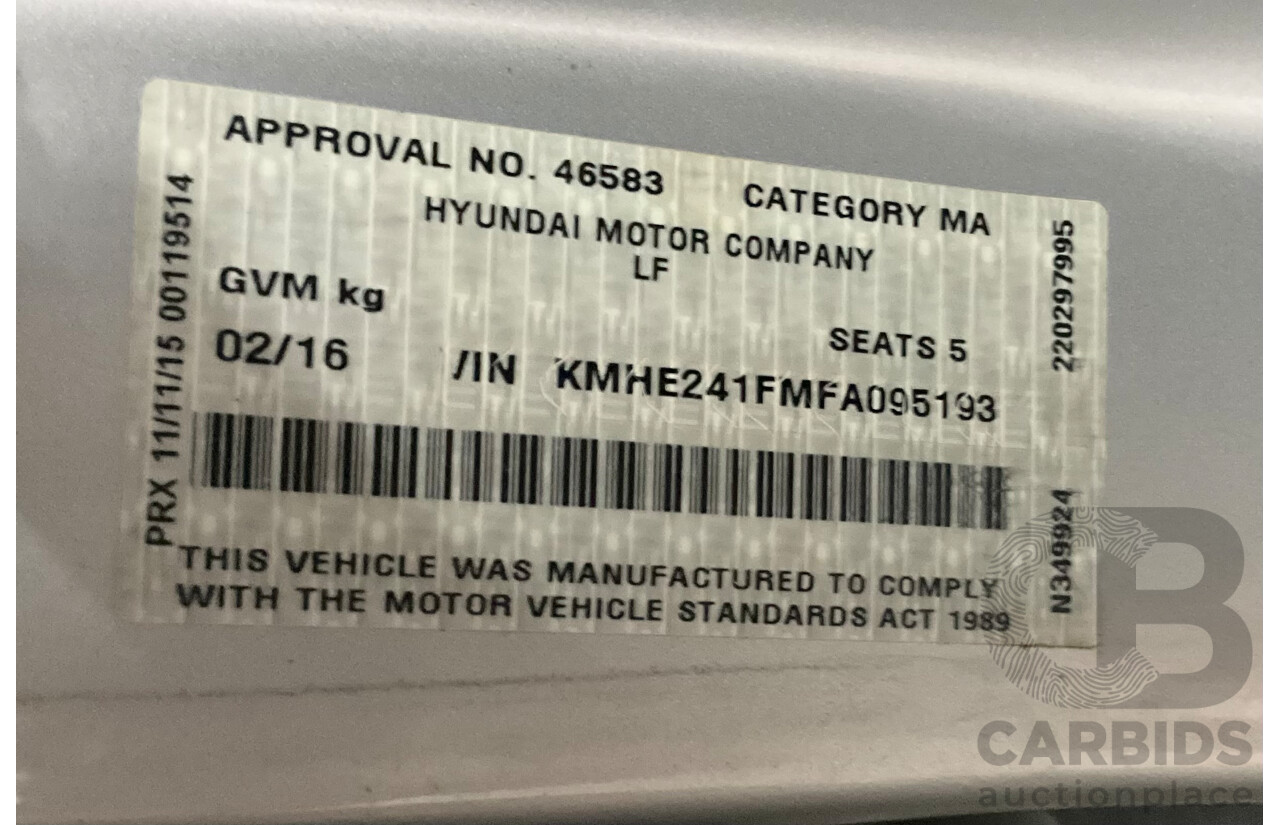 APPROVAL NO. 46583 CATEGORY MA
HYUNDAI MOTOR COMPANY
LF
GVM kg
SEATS 5
02/16 /IN KMHE241FMFA095193
THIS VEHICLE WAS MANUFACTURED TO COMPLY
WITH THE MOTOR VEHICLE STANDARDS ACT 1989
PRX 11/11/15 00119514
220297995
N349924
CB
CARBIDS
auctionplace